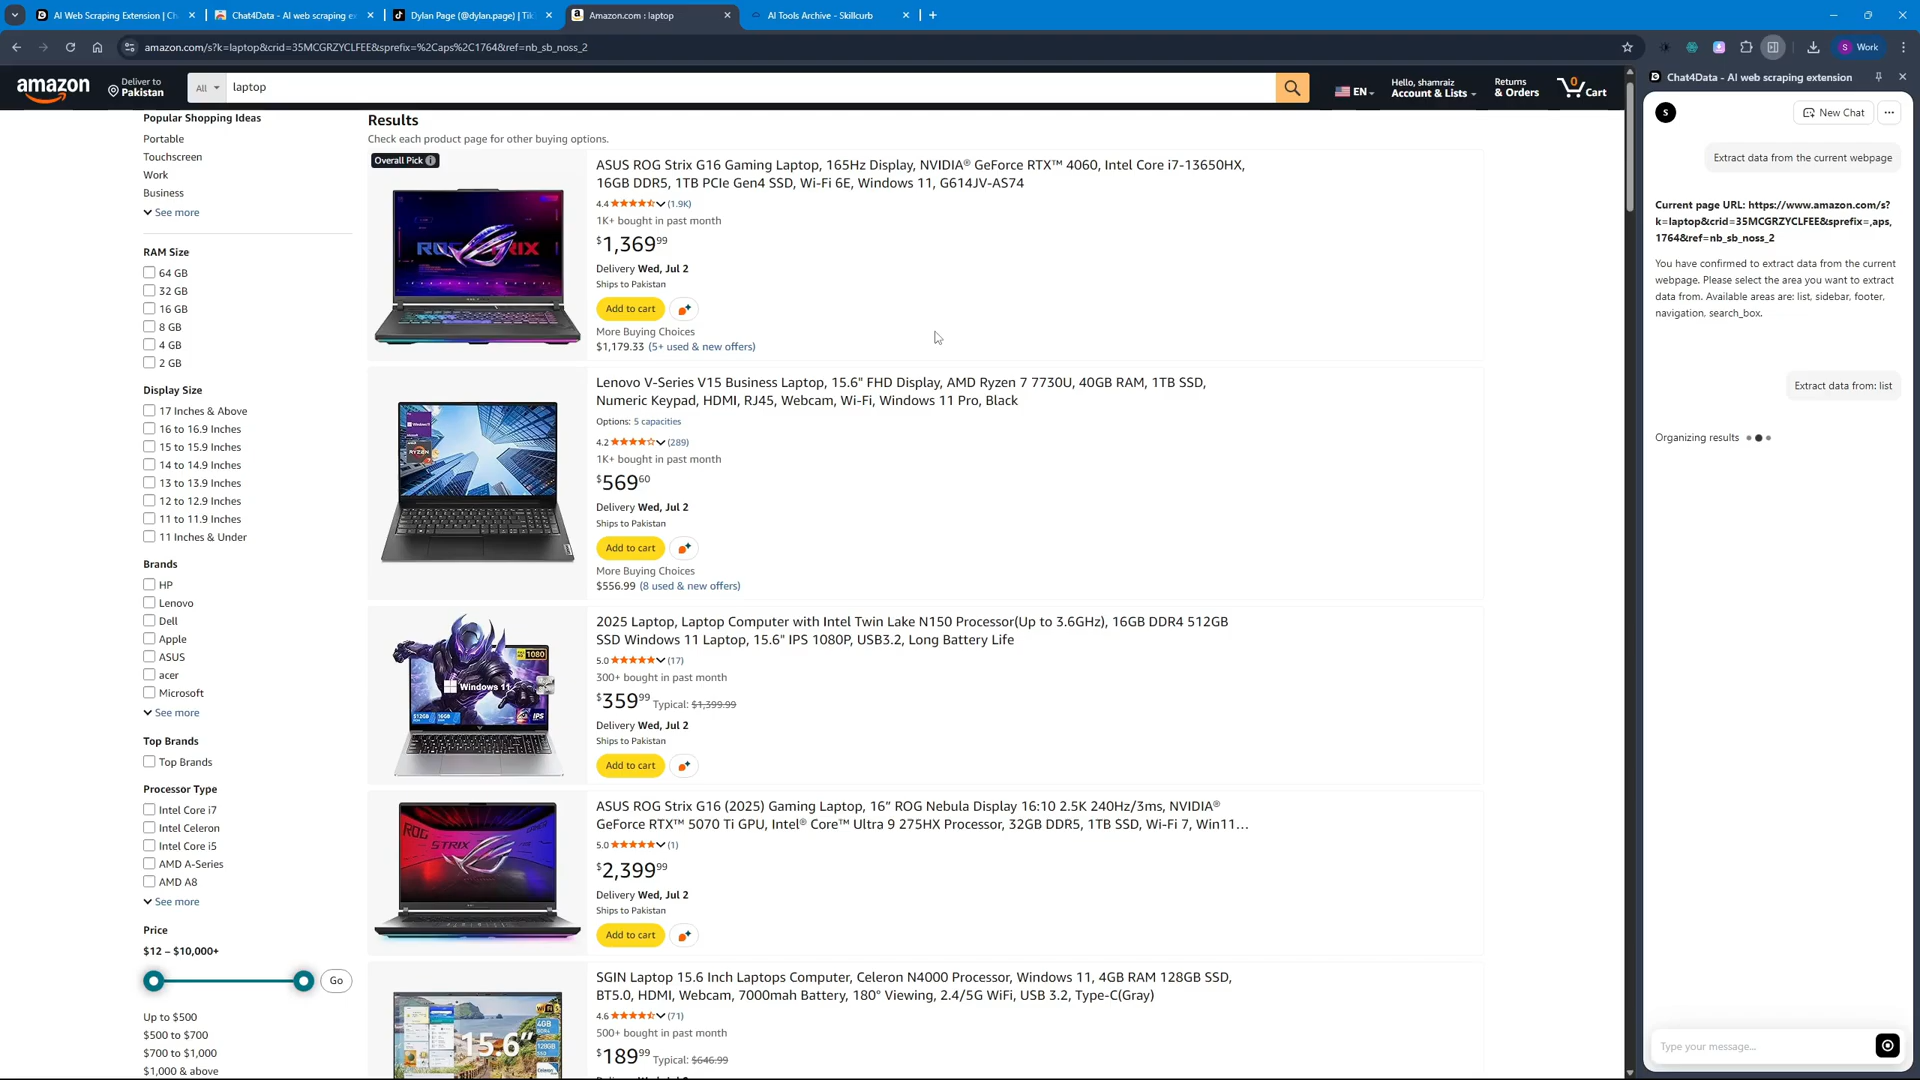 AI Web Scraping Extension | Ch
Chat4Data - AI web scraping e
Dylan Page (@dylan.page) | Tik
Amazon.com : laptop
AI Tools Archive - Skillcurb
amazon.com/s?k=laptop&crid=35MCGRZYCLFEE&sprefix=%2Caps%2C1764&ref=nb_sb_noss_2
S Work
amazon
Deliver to
Pakistan
All
laptop
EN
Hello, shamraiz
Account & Lists
Returns
& Orders
0
Cart
Popular Shopping Ideas
Portable
Touchscreen
Work
Business
See more
RAM Size
64 GB
32 GB
16 GB
8 GB
4 GB
2 GB
Display Size
17 Inches & Above
16 to 16.9 Inches
15 to 15.9 Inches
14 to 14.9 Inches
13 to 13.9 Inches
12 to 12.9 Inches
11 to 11.9 Inches
11 Inches & Under
Brands
HP
Lenovo
Dell
Apple
ASUS
acer
Microsoft
See more
Top Brands
Top Brands
Processor Type
Intel Core i7
Intel Celeron
Intel Core i5
AMD A-Series
AMD A8
See more
Price
$12 – $10,000+
Go
Up to $500
$500 to $700
$700 to $1,000
$1,000 & above
Results
Check each product page for other buying options.
Overall Pick
ASUS ROG Strix G16 Gaming Laptop, 165Hz Display, NVIDIA® GeForce RTX™ 4060, Intel Core i7-13650HX,
16GB DDR5, 1TB PCIe Gen4 SSD, Wi-Fi 6E, Windows 11, G614JV-AS74
4.4 (1.9K)
1K+ bought in past month
$1,369 99
Delivery Wed, Jul 2
Ships to Pakistan
Add to cart
More Buying Choices
$1,179.33 (5+ used & new offers)
Lenovo V-Series V15 Business Laptop, 15.6" FHD Display, AMD Ryzen 7 7730U, 40GB RAM, 1TB SSD,
Numeric Keypad, HDMI, RJ45, Webcam, Wi-Fi, Windows 11 Pro, Black
Options: 5 capacities
4.2 (289)
1K+ bought in past month
$569 60
Delivery Wed, Jul 2
Ships to Pakistan
Add to cart
More Buying Choices
$556.99 (8 used & new offers)
RYZEN
2025 Laptop, Laptop Computer with Intel Twin Lake N150 Processor(Up to 3.6GHz), 16GB DDR4 512GB
SSD Windows 11 Laptop, 15.6" IPS 1080P, USB3.2, Long Battery Life
5.0 (17)
300+ bought in past month
$359 99 Typical: $1,399.99
Delivery Wed, Jul 2
Ships to Pakistan
Add to cart
1080
Windows 11
IPS
ASUS ROG Strix G16 (2025) Gaming Laptop, 16” ROG Nebula Display 16:10 2.5K 240Hz/3ms, NVIDIA®
GeForce RTX™ 5070 Ti GPU, Intel® Core™ Ultra 9 275HX Processor, 32GB DDR5, 1TB SSD, Wi-Fi 7, Win11…
5.0 (1)
$2,399 99
Delivery Wed, Jul 2
Ships to Pakistan
Add to cart
ROG
STRIX
SGIN Laptop 15.6 Inch Laptops Computer, Celeron N4000 Processor, Windows 11, 4GB RAM 128GB SSD,
BT5.0, HDMI, Webcam, 7000mah Battery, 180° Viewing, 2.4/5G WiFi, USB 3.2, Type-C(Gray)
4.6 (71)
500+ bought in past month
$189 99 Typical: $646.99
15.6”
Chat4Data - AI web scraping extension
S
New Chat
Extract data from the current webpage
Current page URL: https://www.amazon.com/s?
k=laptop&crid=35MCGRZYCLFEE&sprefix=,aps,
1764&ref=nb_sb_noss_2
You have confirmed to extract data from the current
webpage. Please select the area you want to extract
data from. Available areas are: list, sidebar, footer,
navigation, search_box.
Extract data from: list
Organizing results
Type your message...